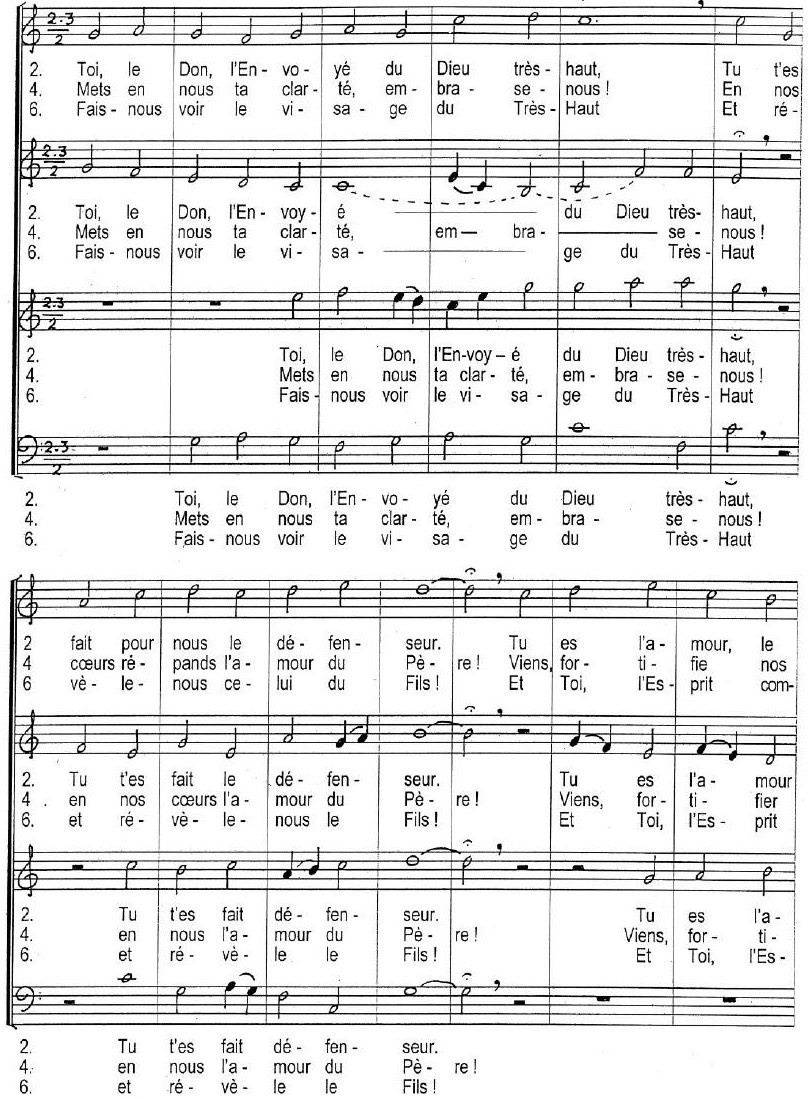 2·3
2
2. Toi, le Don, l'En - vo - yé du Dieu très - haut, Tu t'es
4. Mets en nous ta clar - té, em - bra - se - nous ! En nos
6. Fais - nous voir le vi - sa - ge du Très - Haut Et ré -
2·3
2
2. Toi, le Don, l'En - voy - é du Dieu très- haut,
4. Mets en nous ta clar - té, em — bra - se - nous !
6. Fais - nous voir le vi - sa - ge du Très - Haut
2·3
2
2. Toi, le Don, l'En-voy – é du Dieu très - haut,
4. Mets en nous ta clar - té, em - bra - se - nous !
6. Fais - nous voir le vi - sa - ge du Très - Haut
2·3
2
2. Toi, le Don, l'En - vo - yé du Dieu très - haut,
4. Mets en nous ta clar - té, em - bra - se - nous !
6. Fais - nous voir le vi - sa - ge du Très - Haut
2 fait pour nous le dé - fen - seur. Tu es l'a - mour, le
4 cœurs ré - pands l'a - mour du Pè - re ! Viens, for - ti - fie nos
6 vè - le - nous ce - lui du Fils ! Et Toi, l'Es - prit com-
2. Tu t'es fait le dé - fen - seur. Tu es l'a - mour
4 . en nos cœurs l'a - mour du Pè - re ! Viens, for - ti - fier
6. et ré - vè - le - nous le Fils ! Et Toi, l'Es - prit
2. Tu t'es fait dé - fen - seur. Tu es l'a -
4. en nous l'a - mour du Pè - re ! Viens, for - ti -
6. et ré - vè - le le Fils ! Et Toi, l'Es -
2. Tu t'es fait dé - fen - seur.
4. en nous l'a - mour du Pè - re !
6. et ré - vè - le le Fils !